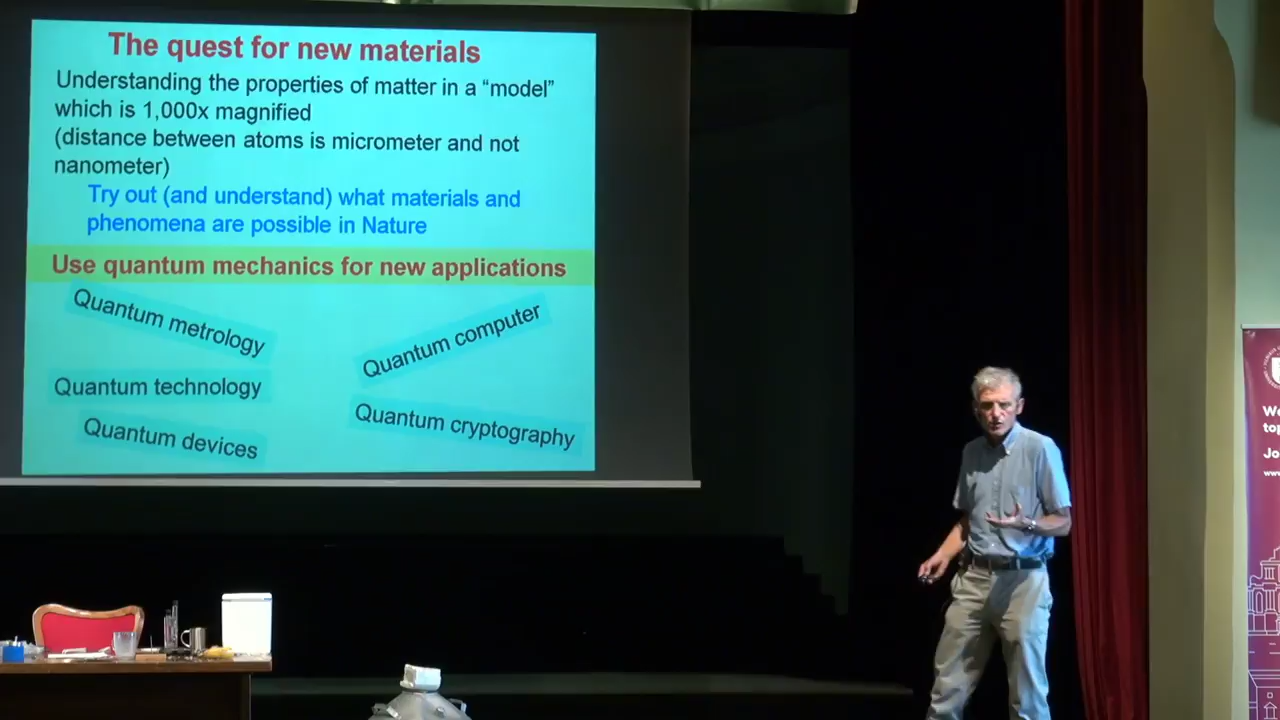 The quest for new materials
Understanding the properties of matter in a “model”
which is 1,000x magnified
(distance between atoms is micrometer and not
nanometer)
Try out (and understand) what materials and
phenomena are possible in Nature
Use quantum mechanics for new applications
Quantum metrology
Quantum computer
Quantum technology
Quantum cryptography
Quantum devices